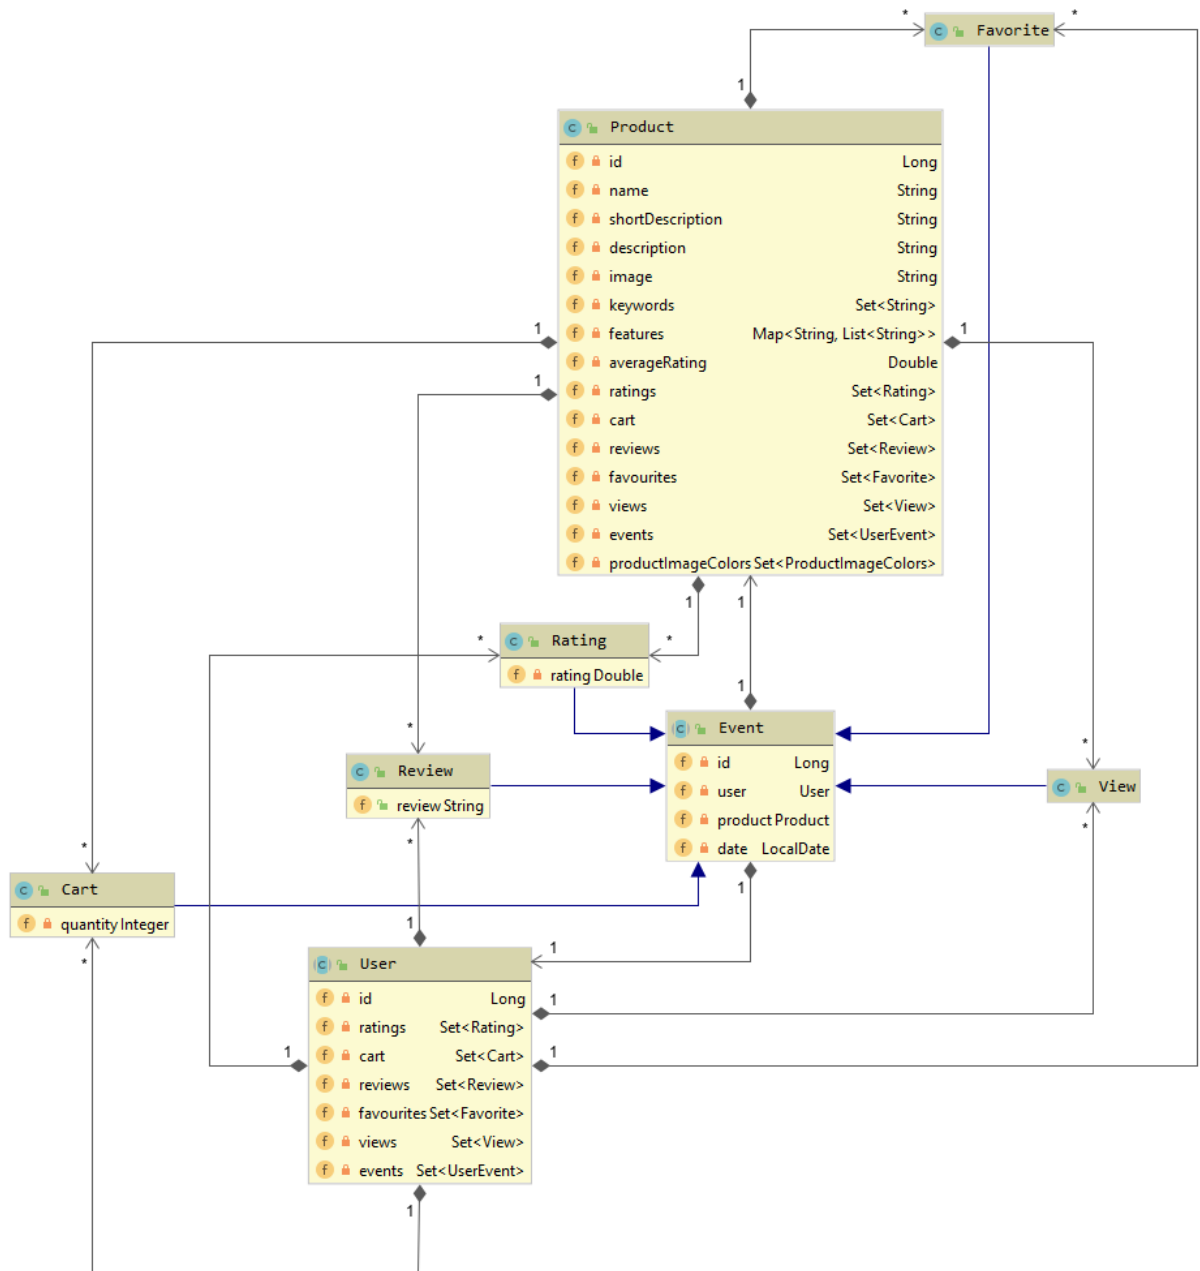 * *
C Favorite
1
C Product
f id Long
f name String
f shortDescription String
f description String
f image String
f keywords Set<String>
1 f features Map<String, List<String>> 1
f averageRating Double
1 f ratings Set<Rating>
f cart Set<Cart>
f reviews Set<Review>
f favourites Set<Favorite>
f views Set<View>
f events Set<UserEvent>
f productImageColors Set<ProductImageColors>
1 1
* C Rating *
f rating Double
1
C Event
* *
f id Long
C Review
f user User
C View
f review String
f product Product
* *
f date LocalDate
*
C Cart
1
f quantity Integer
1
* 1
C User
f id Long 1
f ratings Set<Rating>
1 f cart Set<Cart> 1
f reviews Set<Review>
f favourites Set<Favorite>
f views Set<View>
f events Set<UserEvent>
1